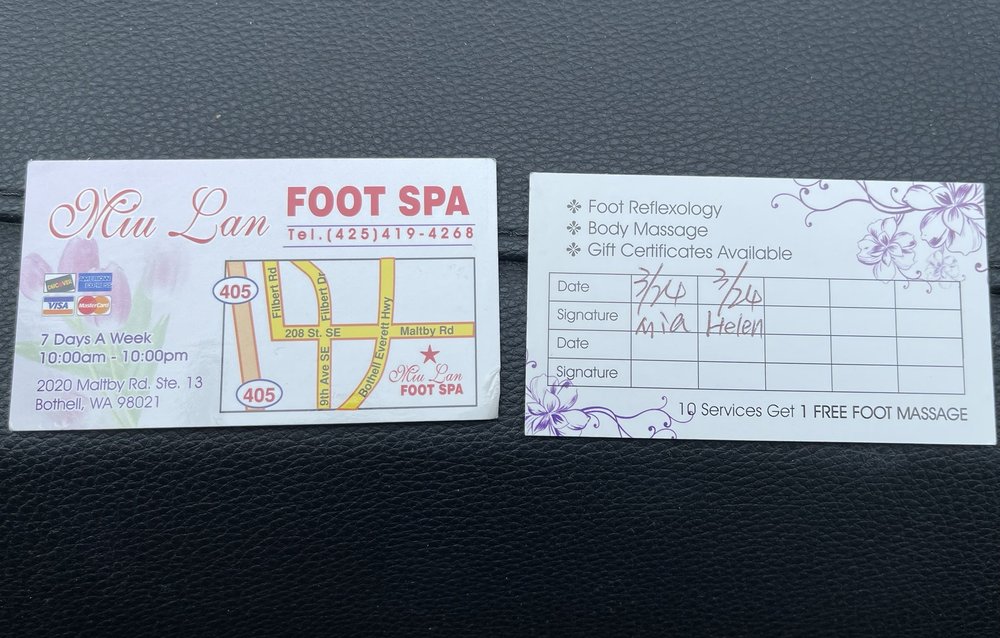 Miu Lan FOOT SPA
Tel.(425)419-4268
DISCOVER AMERICAN EXPRESS
VISA MasterCard
7 Days A Week
10:00am - 10:00pm
2020 Maltby Rd. Ste. 13
Bothell, WA 98021
405
Filbert Rd
Filbert Dr
208 St. SE
Maltby Rd
9th Ave SE
Bothell Everett Hwy
405
Miu Lan
FOOT SPA
❖ Foot Reflexology
❖ Body Massage
❖ Gift Certificates Available
Date 3/24 3/24
Signature Mia Helen
Date
Signature
10 Services Get 1 FREE FOOT MASSAGE